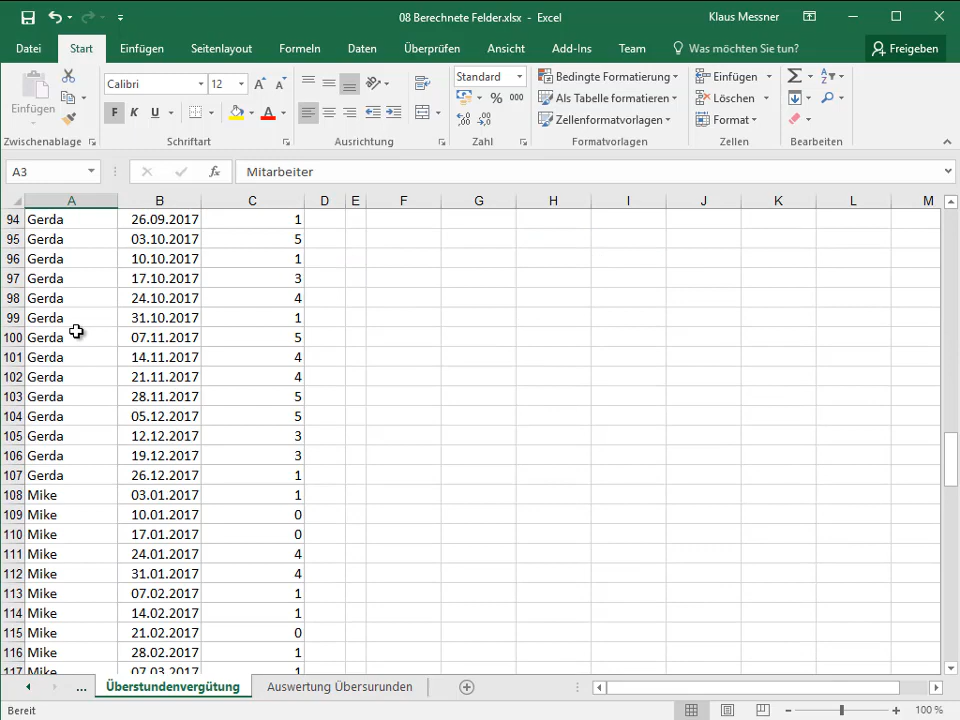 08 Berechnete Felder.xlsx - Excel
Klaus Messner
Datei Start Einfügen Seitenlayout Formeln Daten Überprüfen Ansicht Add-Ins Team Was möchten Sie tun? Freigeben
Einfügen
Calibri 12
F K U
Standard
% 000
Bedingte Formatierung
Als Tabelle formatieren
Zellenformatvorlagen
Einfügen
Löschen
Format
Zwischenablage Schriftart Ausrichtung Zahl Formatvorlagen Zellen Bearbeiten
A3 fx Mitarbeiter
A B C D E F G H I J K L M
94 Gerda 26.09.2017 1
95 Gerda 03.10.2017 5
96 Gerda 10.10.2017 1
97 Gerda 17.10.2017 3
98 Gerda 24.10.2017 4
99 Gerda 31.10.2017 1
100 Gerda 07.11.2017 5
101 Gerda 14.11.2017 4
102 Gerda 21.11.2017 4
103 Gerda 28.11.2017 5
104 Gerda 05.12.2017 5
105 Gerda 12.12.2017 3
106 Gerda 19.12.2017 3
107 Gerda 26.12.2017 1
108 Mike 03.01.2017 1
109 Mike 10.01.2017 0
110 Mike 17.01.2017 0
111 Mike 24.01.2017 4
112 Mike 31.01.2017 4
113 Mike 07.02.2017 1
114 Mike 14.02.2017 1
115 Mike 21.02.2017 0
116 Mike 28.02.2017 1
117 Mike 07.03.2017 1
... Überstundenvergütung Auswertung Übersurunden
Bereit 100 %